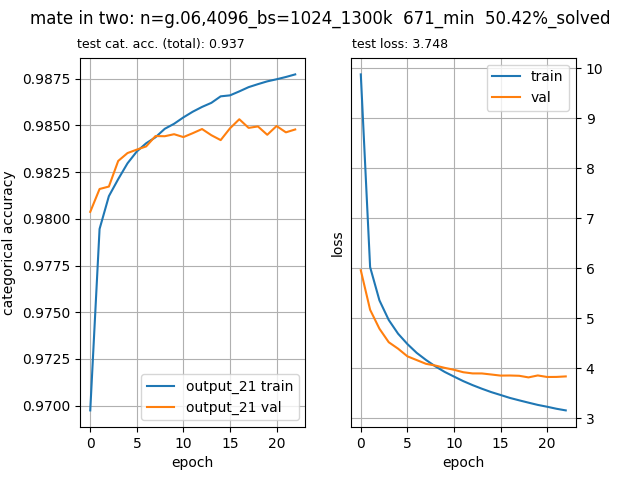 mate in two: n=g.06,4096_bs=1024_1300k  671_min  50.42%_solved
test cat. acc. (total): 0.937
test loss: 3.748
categorical accuracy
0.9875
0.9850
0.9825
0.9800
0.9775
0.9750
0.9725
0.9700
output_21 train
output_21 val
0
5
10
15
20
epoch
loss
train
val
10
9
8
7
6
5
4
3
0
5
10
15
20
epoch